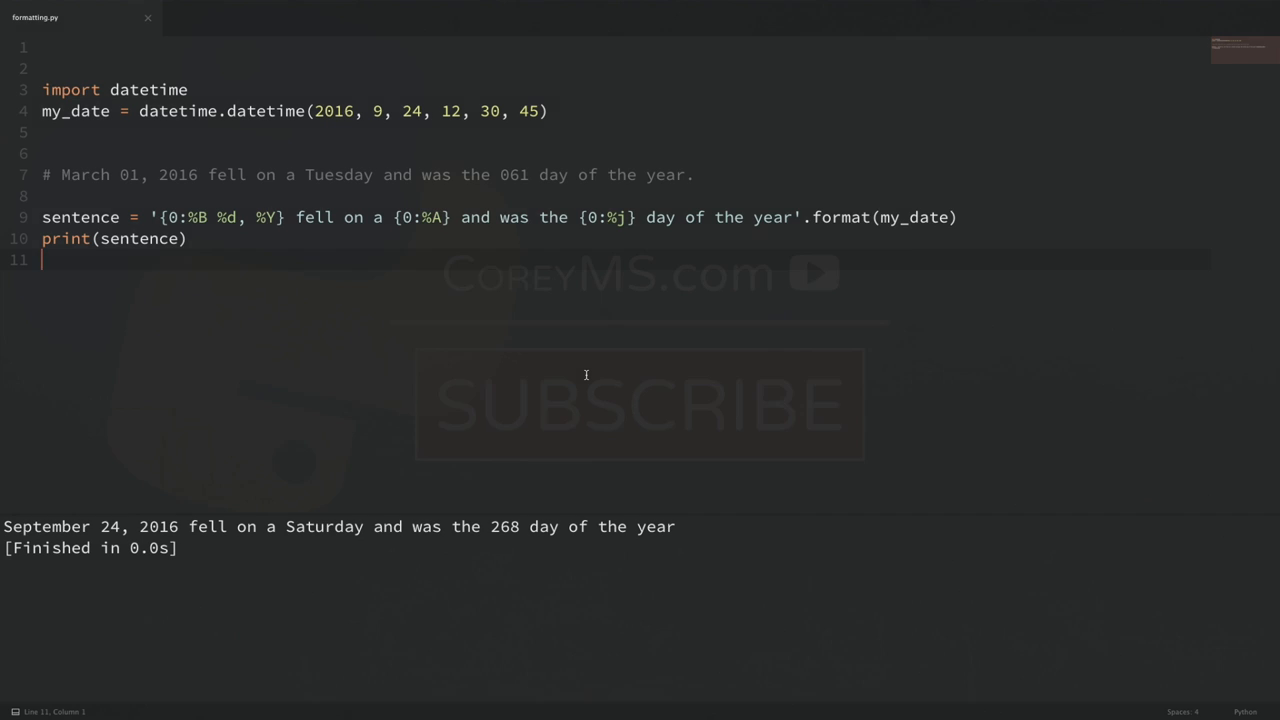 formatting.py
1
2
3 import datetime
4 my_date = datetime.datetime(2016, 9, 24, 12, 30, 45)
5
6
7 # March 01, 2016 fell on a Tuesday and was the 061 day of the year.
8
9 sentence = '{0:%B %d, %Y} fell on a {0:%A} and was the {0:%j} day of the year'.format(my_date)
10 print(sentence)
11
CoreyMS.com
SUBSCRIBE
September 24, 2016 fell on a Saturday and was the 268 day of the year
[Finished in 0.0s]
Line 11, Column 1
Spaces: 4
Python